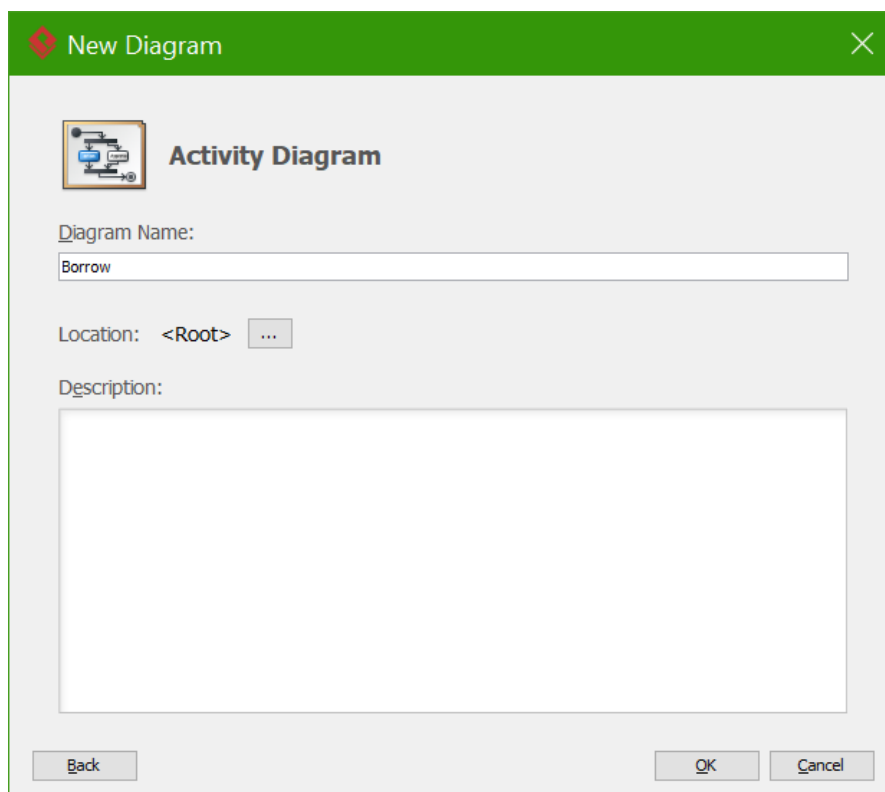 New Diagram
Activity Diagram
Diagram Name:
Borrow
Location: <Root> ...
Description:
Back OK Cancel